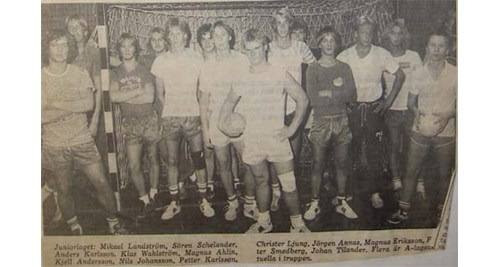 Juniorlaget: Mikael Landström, Sören Schelander,
Anders Karlsson, Klas Wahlström, Magnus Ahlin,
Kjell Andersson, Nils Johansson, Petter Karlsson,
Christer Ljung, Jörgen Annas, Magnus Eriksson, P
ter Smedberg, Johan Tilander. Flera är A-lagsak
tuella i truppen.